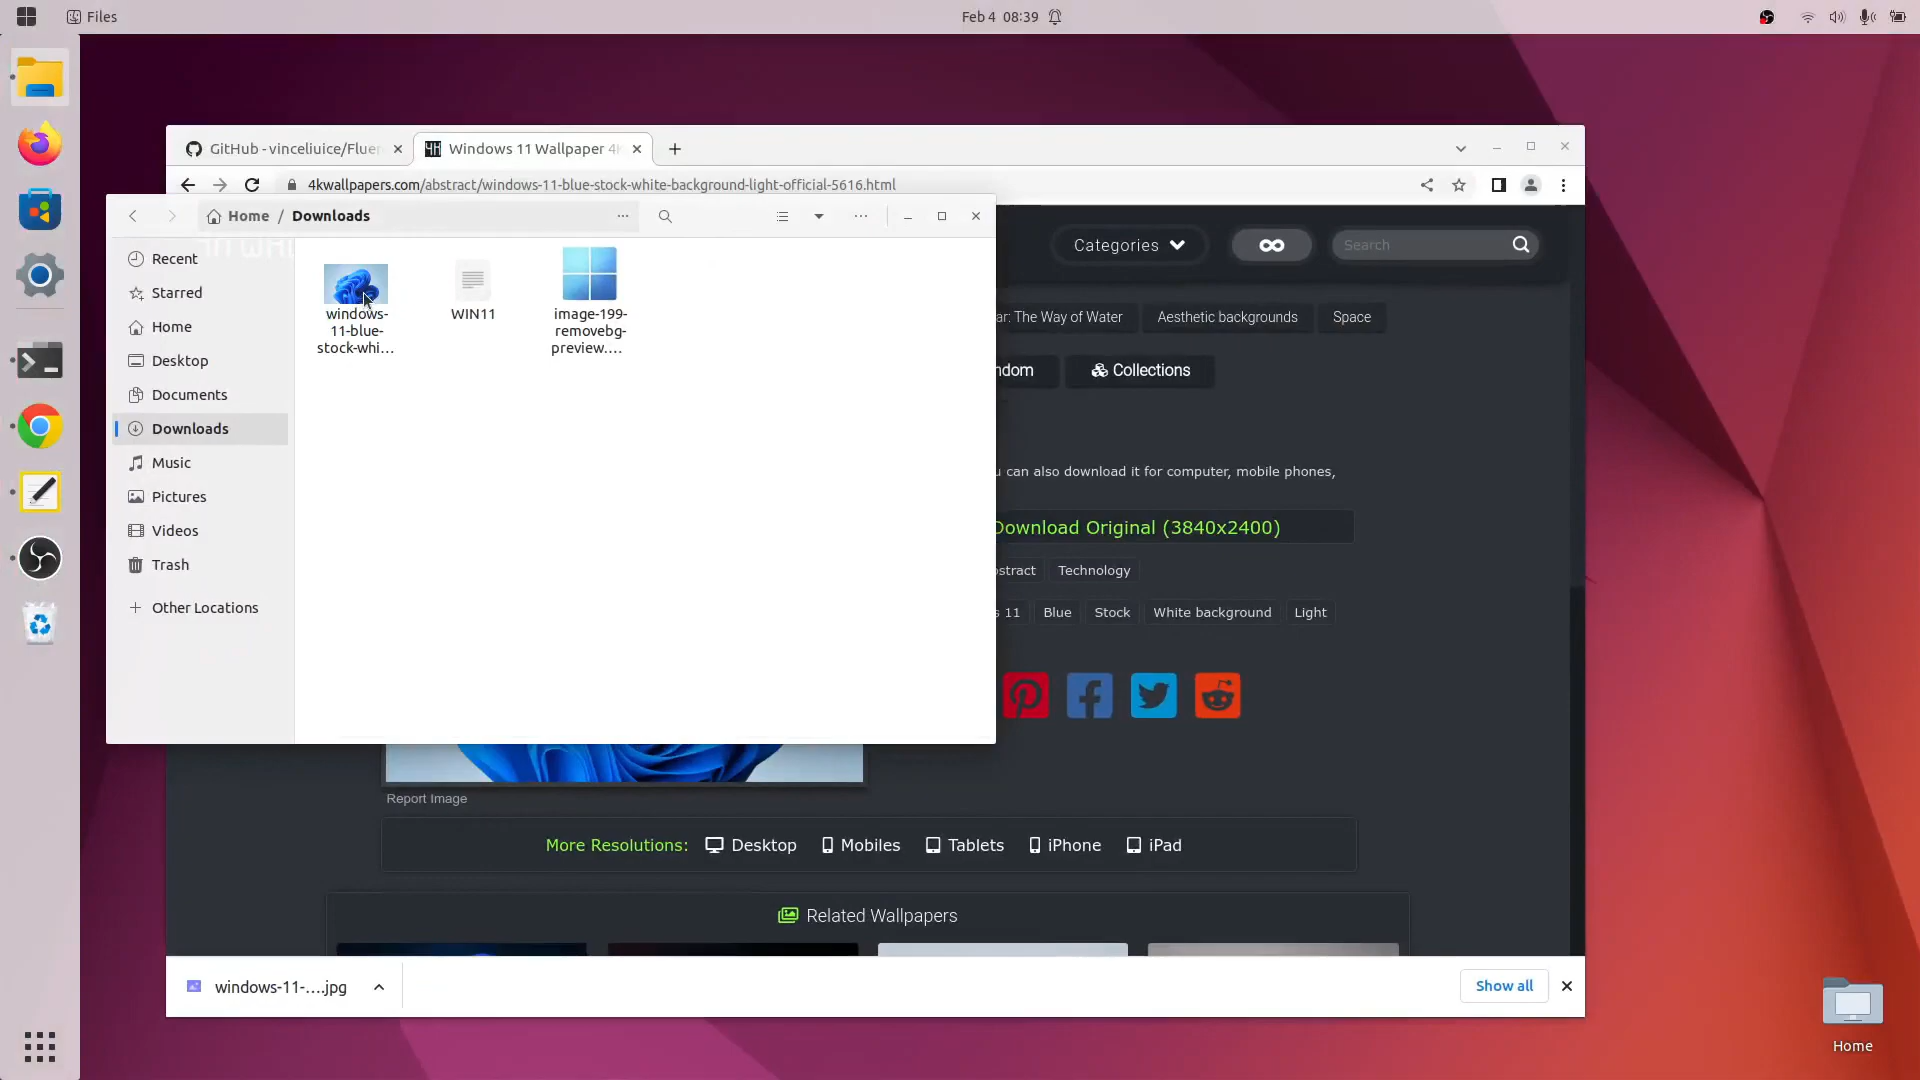 Files
Feb 4 08:39
GitHub - vinceliuice/Fluen
Windows 11 Wallpaper 4K
4kwallpapers.com/abstract/windows-11-blue-stock-white-background-light-official-5616.html
Home / Downloads
Recent
Starred
Home
Desktop
Documents
Downloads
Music
Pictures
Videos
Trash
Other Locations
windows-
11-blue-
stock-whi...
WIN11
image-199-
removebg-
preview....
Categories
Search
ar: The Way of Water
Aesthetic backgrounds
Space
ndom
Collections
u can also download it for computer, mobile phones,
Download Original (3840x2400)
ostract
Technology
s 11
Blue
Stock
White background
Light
Report Image
More Resolutions:
Desktop
Mobiles
Tablets
iPhone
iPad
Related Wallpapers
windows-11-....jpg
Show all
Home